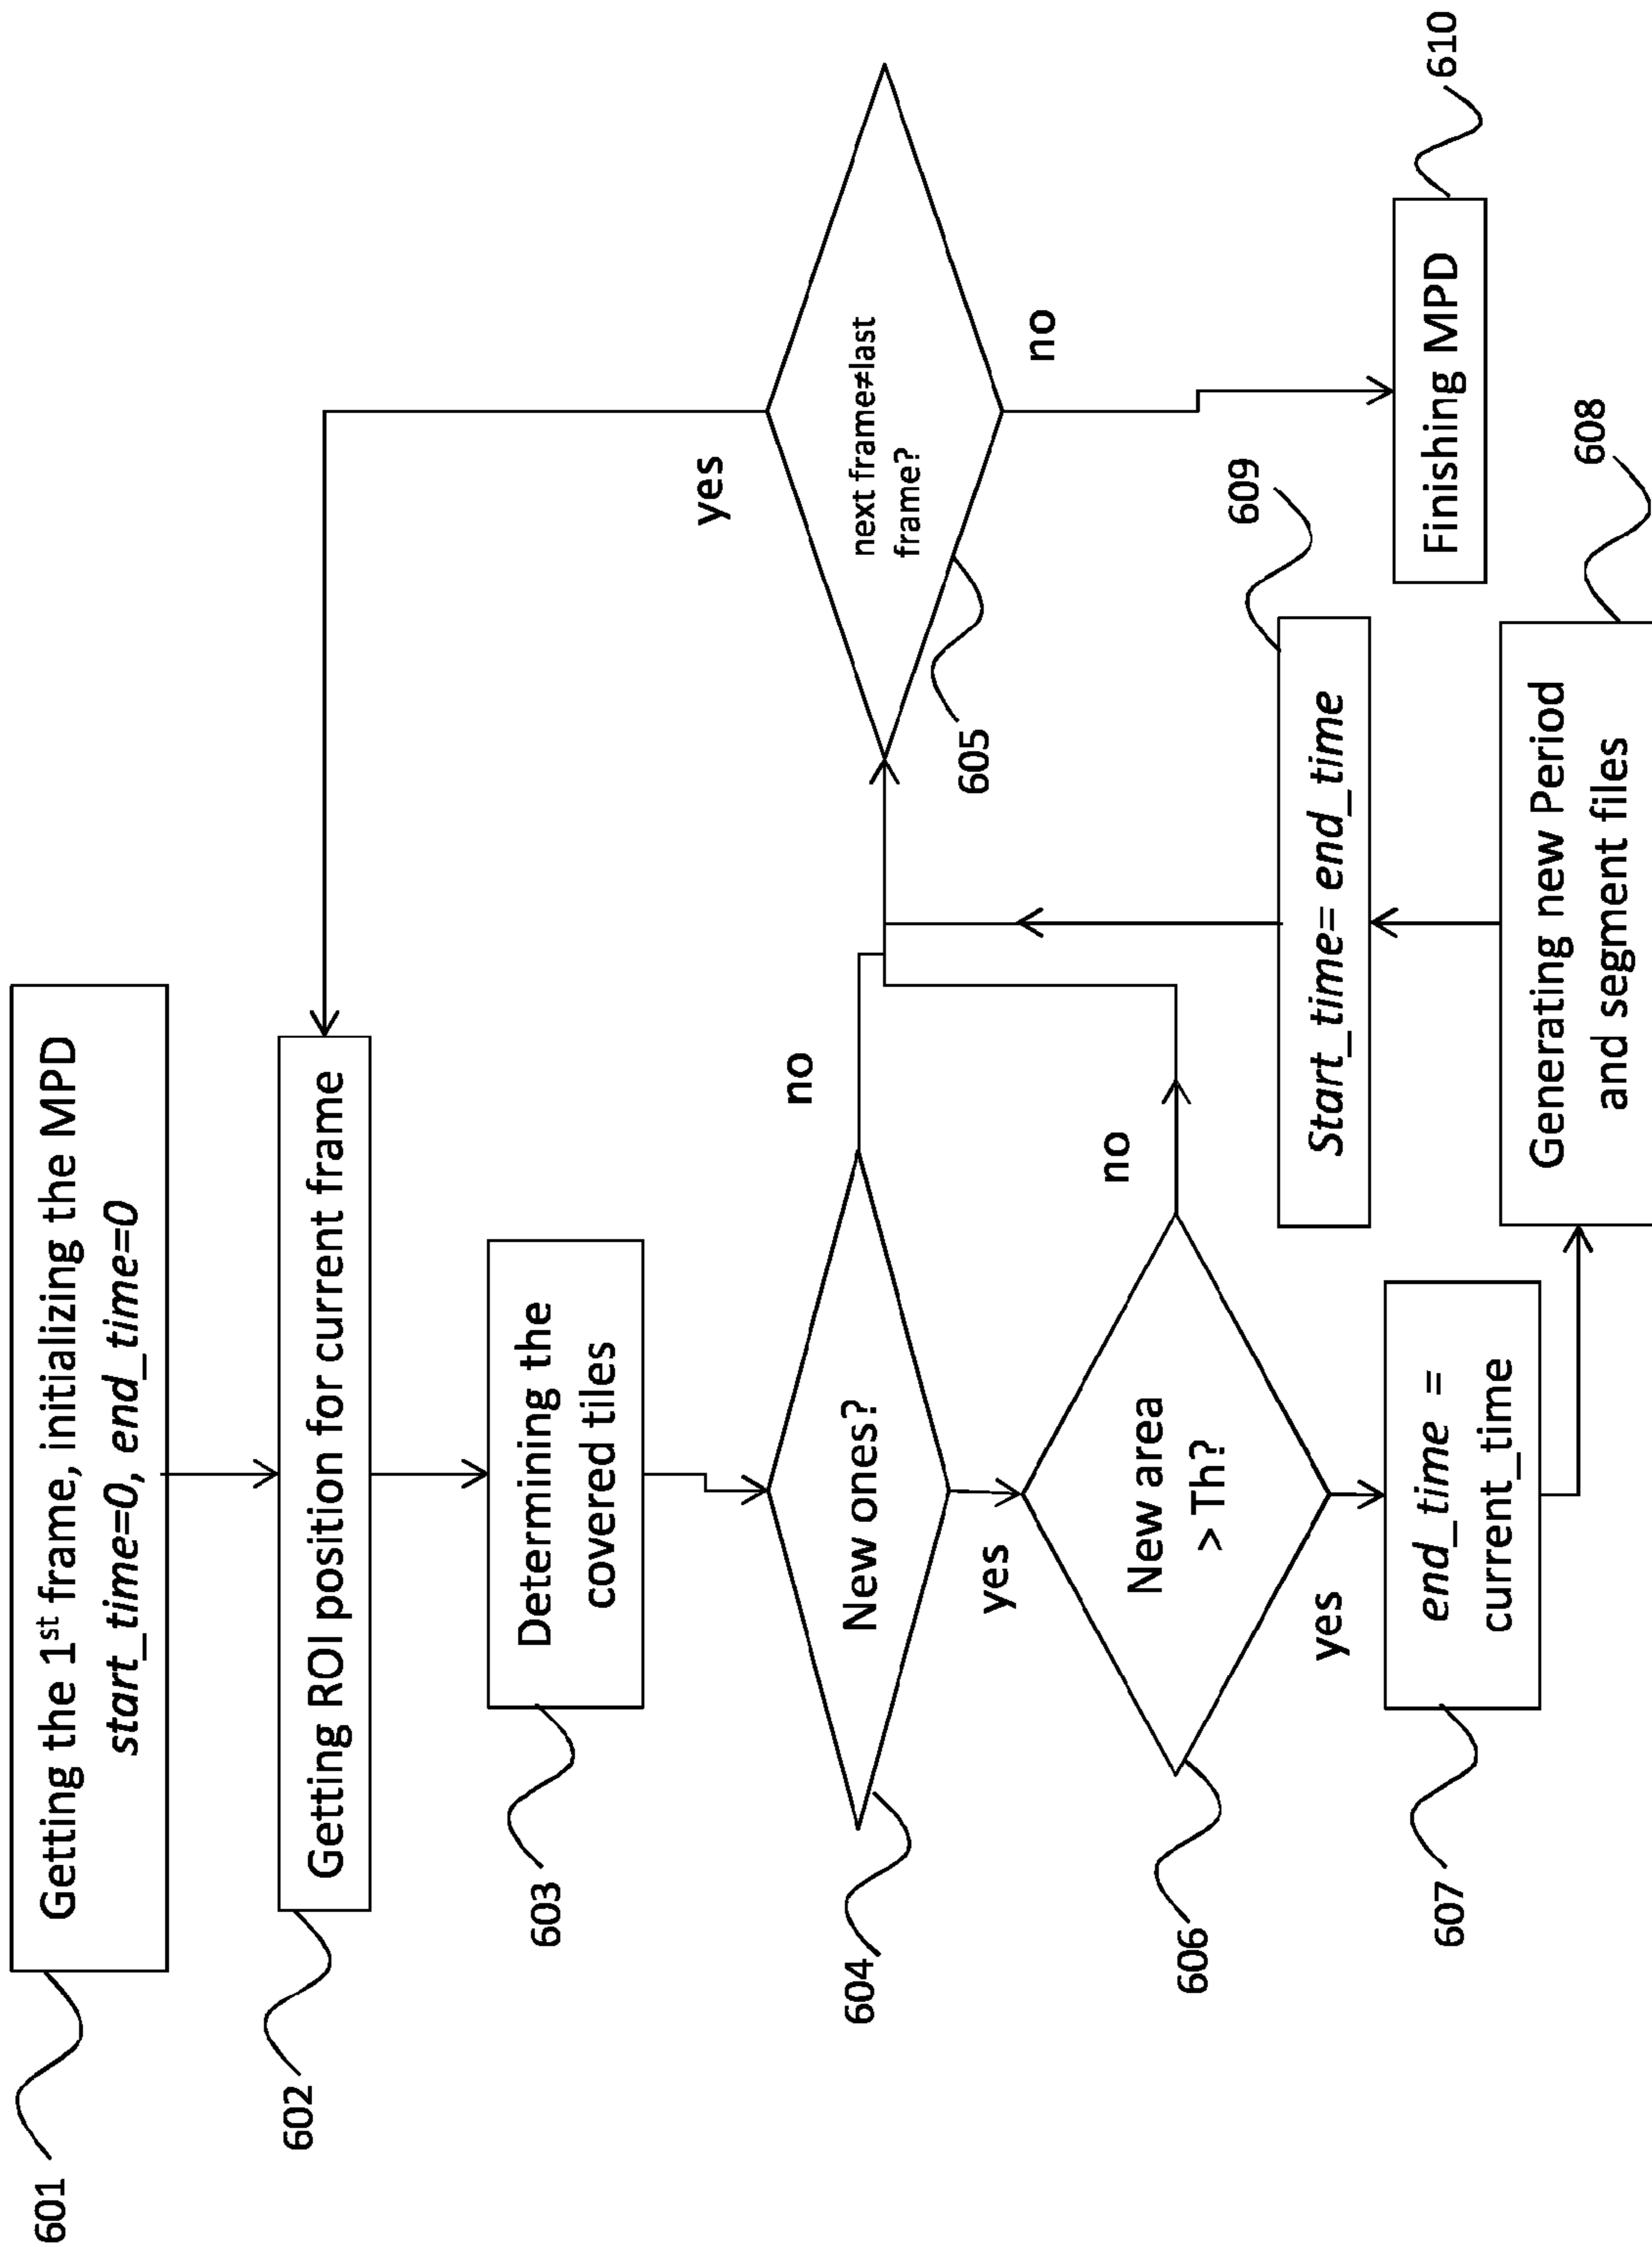 601
Getting the 1st frame, initializing the MPD
start_time=0, end_time=0
602
Getting ROI position for current frame
603
Determining the
covered tiles
604
New ones?
no
yes
606
New area
> Th?
no
yes
607
end_time =
current_time
Generating new Period
and segment files
608
Start_time= end_time
609
605
next frame≠last
frame?
yes
no
Finishing MPD
610